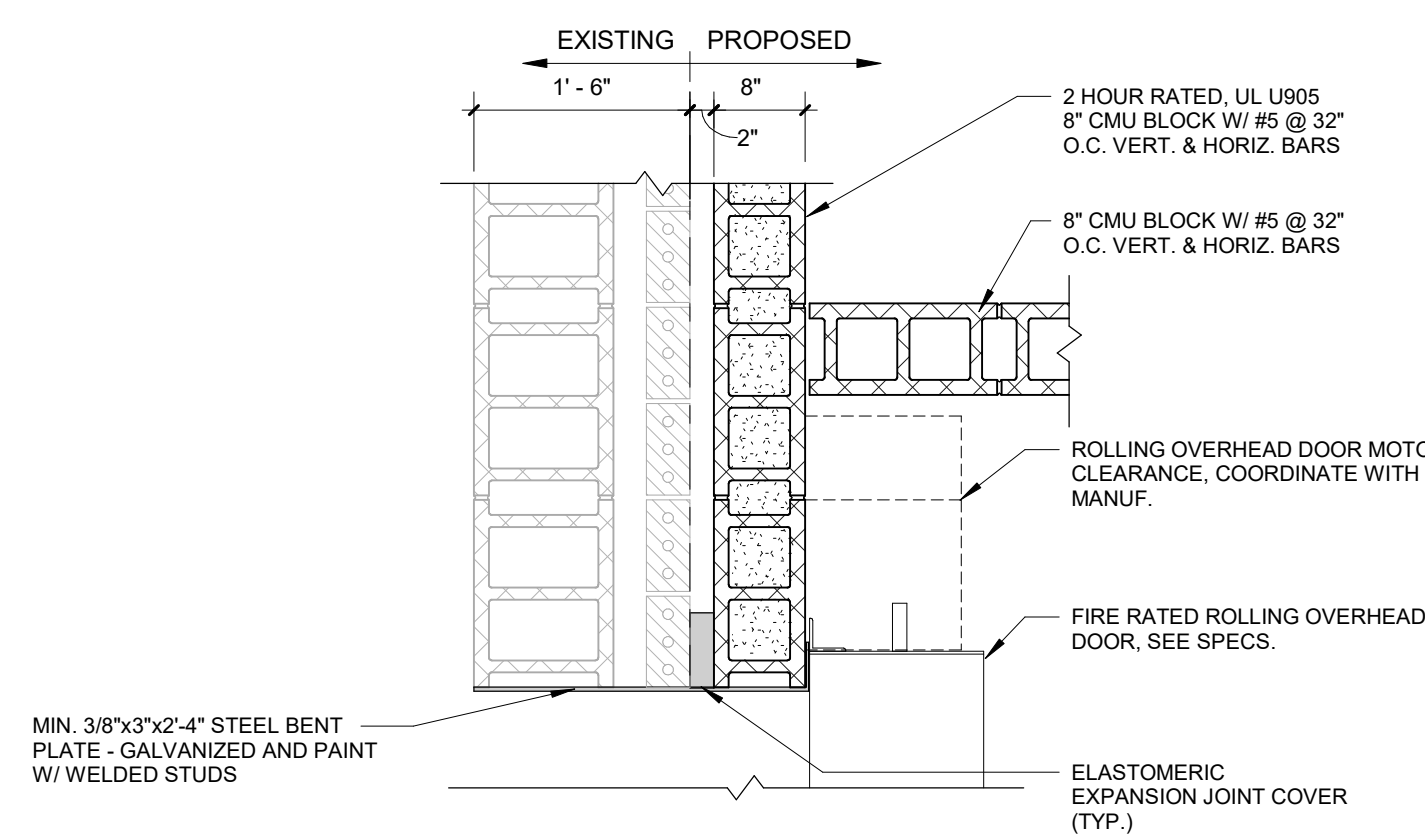 EXISTING PROPOSED
1' - 6" 8"
2"
2 HOUR RATED, UL U905
8" CMU BLOCK W/ #5 @ 32"
O.C. VERT. & HORIZ. BARS
8" CMU BLOCK W/ #5 @ 32"
O.C. VERT. & HORIZ. BARS
ROLLING OVERHEAD DOOR MOTO
CLEARANCE, COORDINATE WITH
MANUF.
FIRE RATED ROLLING OVERHEAD
DOOR, SEE SPECS.
MIN. 3/8"x3"x2'-4" STEEL BENT
PLATE - GALVANIZED AND PAINT
W/ WELDED STUDS
ELASTOMERIC
EXPANSION JOINT COVER
(TYP.)